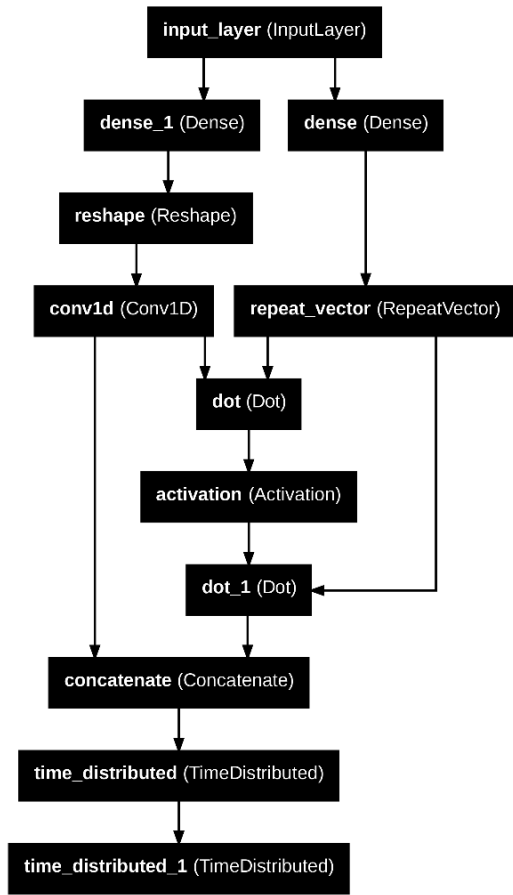 input_layer (InputLayer)
dense_1 (Dense)
dense (Dense)
reshape (Reshape)
conv1d (Conv1D)
repeat_vector (RepeatVector)
dot (Dot)
activation (Activation)
dot_1 (Dot)
concatenate (Concatenate)
time_distributed (TimeDistributed)
time_distributed_1 (TimeDistributed)